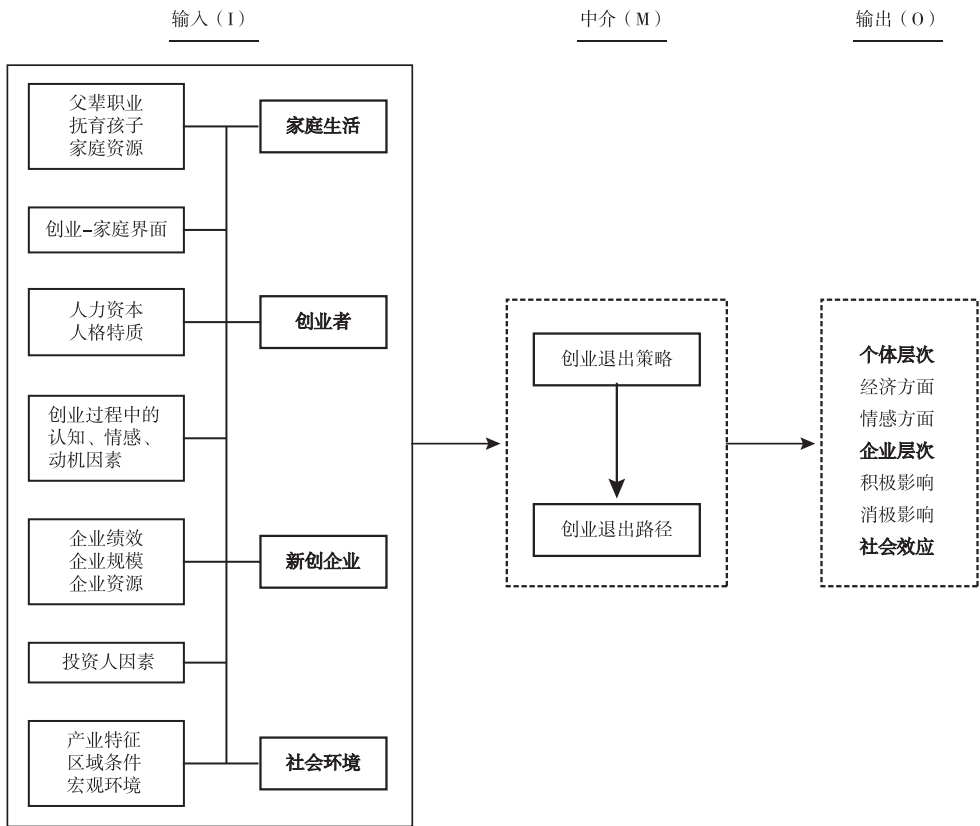 输入（I）
中介（M）
输出（O）
父辈职业
抚育孩子
家庭资源
家庭生活
创业–家庭界面
人力资本
人格特质
创业者
创业过程中的
认知、情感、
动机因素
企业绩效
企业规模
企业资源
新创企业
投资人因素
产业特征
区域条件
宏观环境
社会环境
创业退出策略
创业退出路径
个体层次
经济方面
情感方面
企业层次
积极影响
消极影响
社会效应